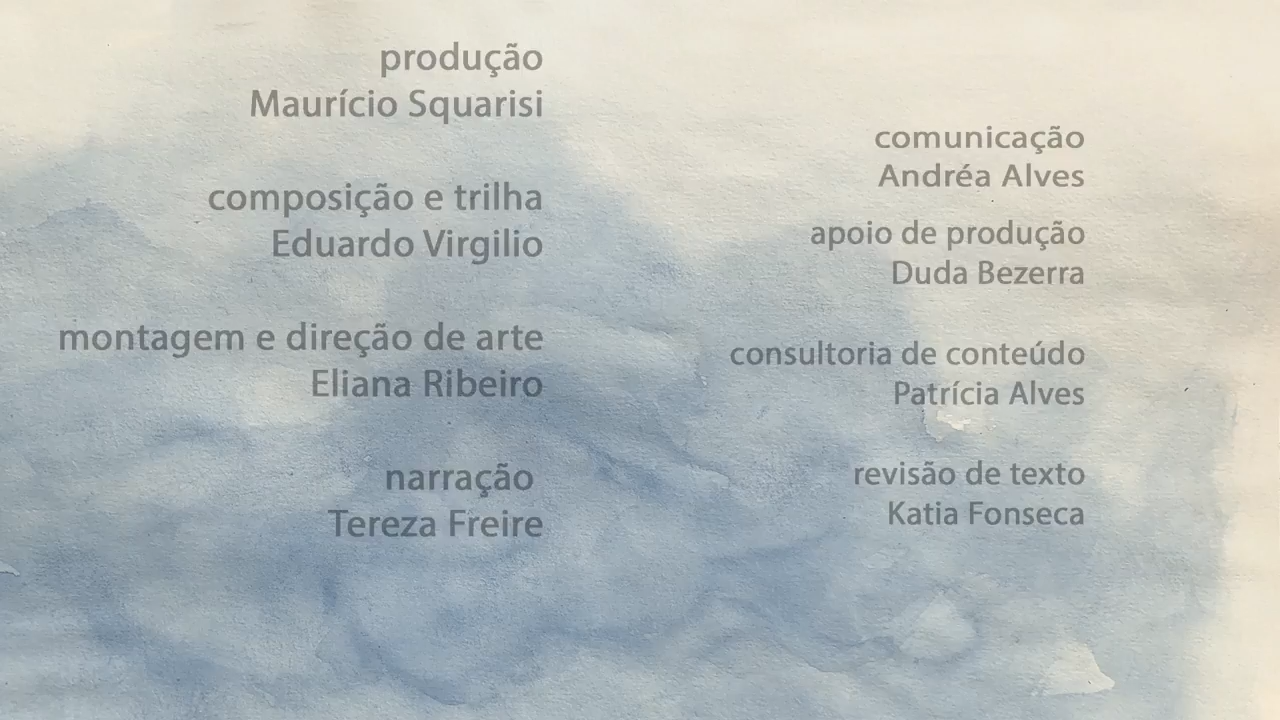 produção
Maurício Squarisi
composição e trilha
Eduardo Virgilio
montagem e direção de arte
Eliana Ribeiro
narração
Tereza Freire
comunicação
Andréa Alves
apoio de produção
Duda Bezerra
consultoria de conteúdo
Patrícia Alves
revisão de texto
Katia Fonseca